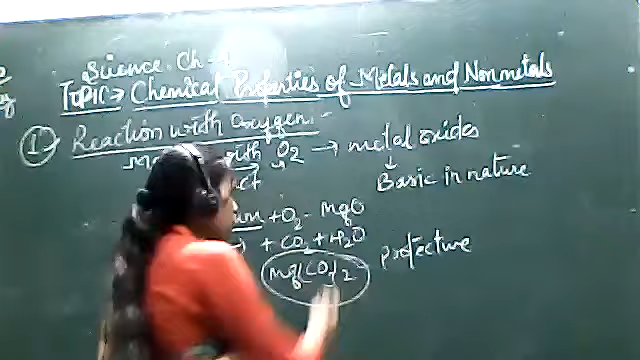 Science Ch-
TOPIC → Chemical Properties of Metals and Nonmetals
1. Reaction with Oxygen :-
with O2 → metal oxides
↓
Basic in nature
+ O2 - MgO
→ + CO2 + H2O
Mg(CO3)2 protective